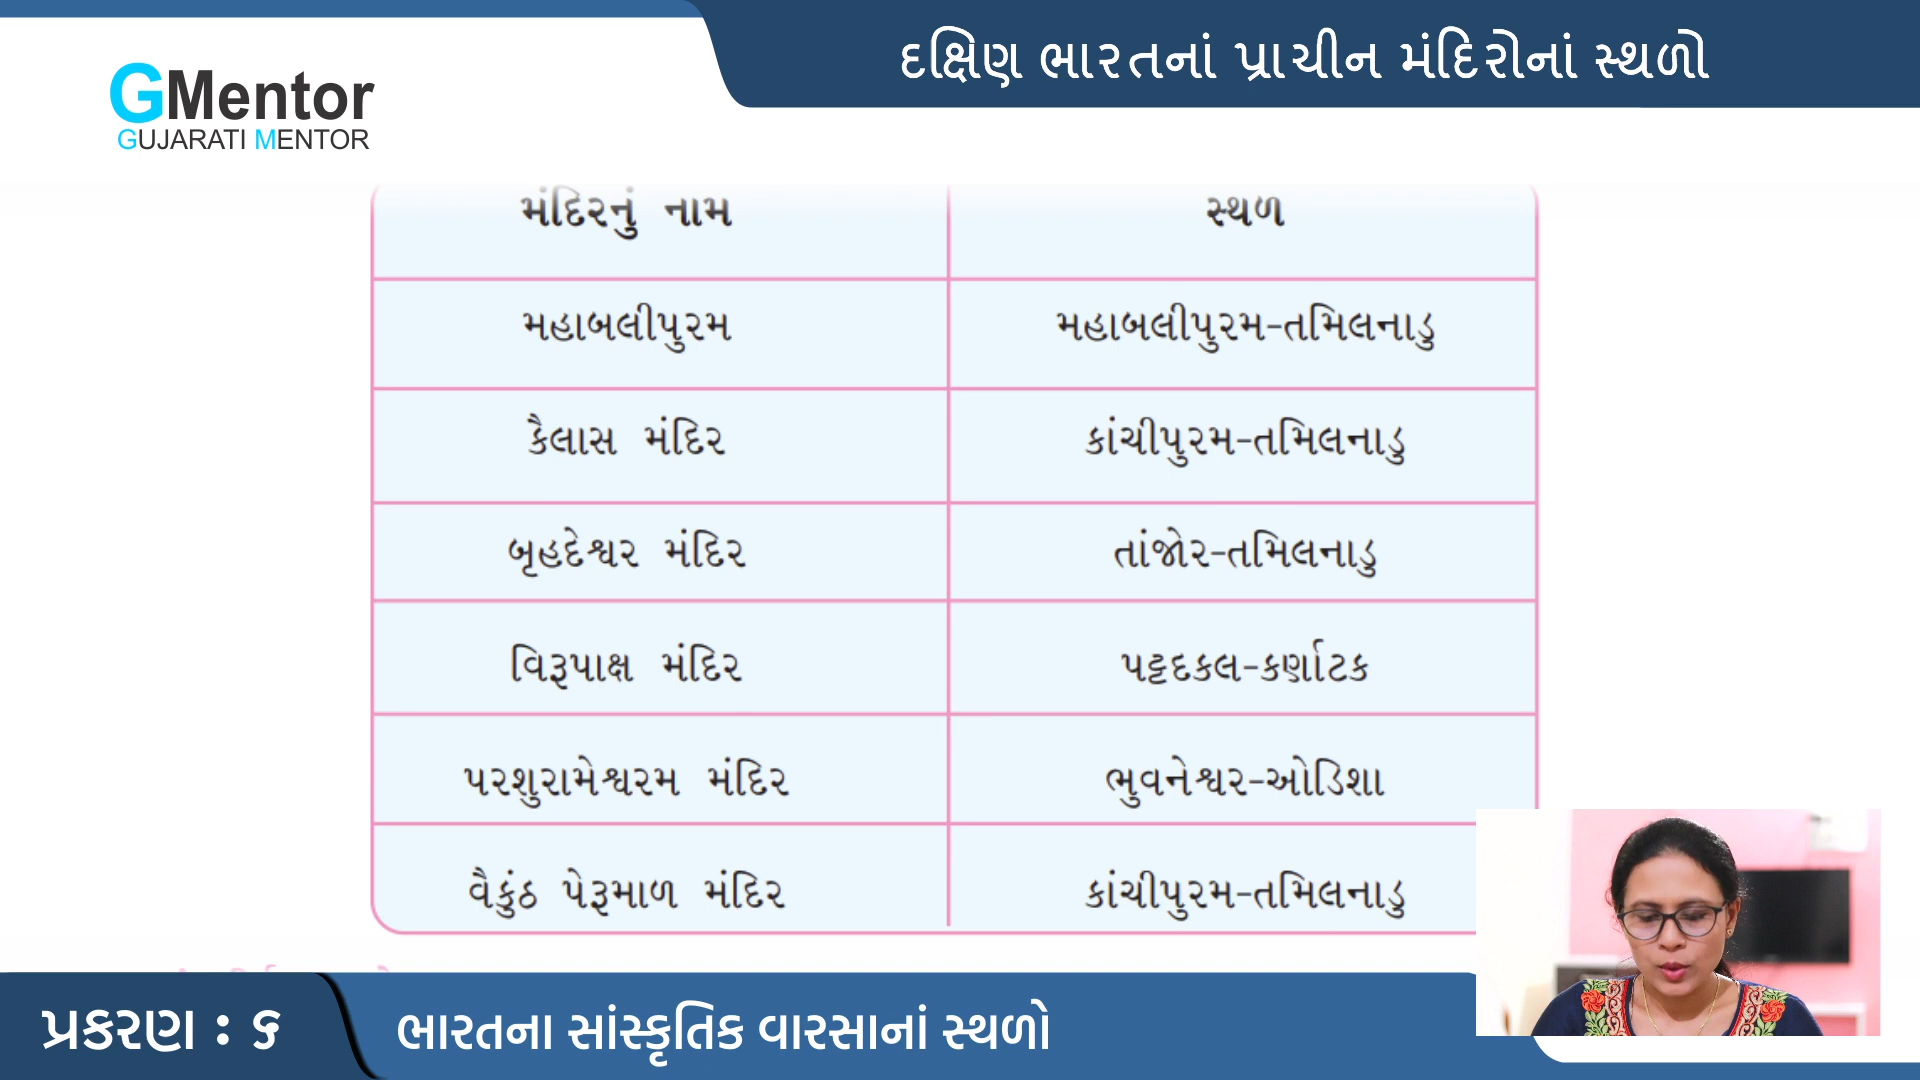 દક્ષિણ ભારતનાં પ્રાચીન મંદિરોનાં સ્થળો
GMentor
GUJARATI MENTOR
મંદિરનું નામ સ્થળ
મહાબલીપુરમ મહાબલીપુરમ-તમિલનાડુ
કૈલાસ મંદિર કાંચીપુરમ-તમિલનાડુ
બૃહદેશ્વર મંદિર તાંજોર-તમિલનાડુ
વિરૂપાક્ષ મંદિર પટ્ટદકલ-કર્ણાટક
પરશુરામેશ્વરમ મંદિર ભુવનેશ્વર-ઓડિશા
વૈકુંઠ પેરૂમાળ મંદિર કાંચીપુરમ-તમિલનાડુ
પ્રકરણ : ૬ ભારતના સાંસ્કૃતિક વારસાનાં સ્થળો